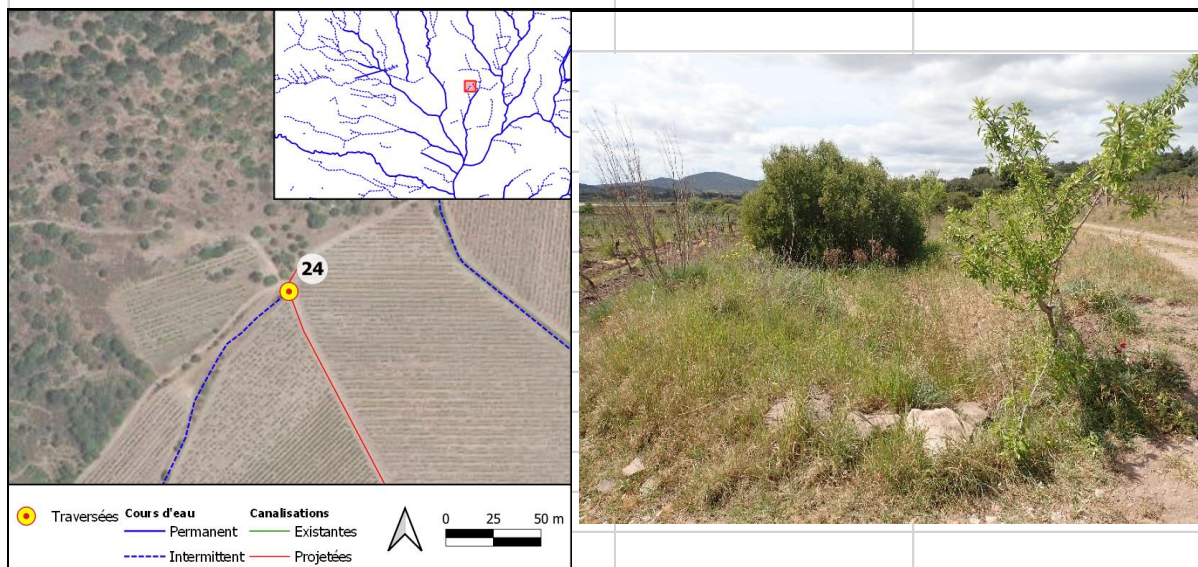 24
Traversées
Cours d'eau
Permanent
Intermittent
Canalisations
Existantes
Projetées
0 25 50 m